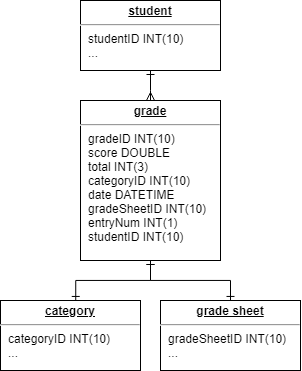 student
studentID INT(10)
...
grade
gradeID INT(10)
score DOUBLE
total INT(3)
categoryID INT(10)
date DATETIME
gradeSheetID INT(10)
entryNum INT(1)
studentID INT(10)
category
categoryID INT(10)
...
grade sheet
gradeSheetID INT(10)
...